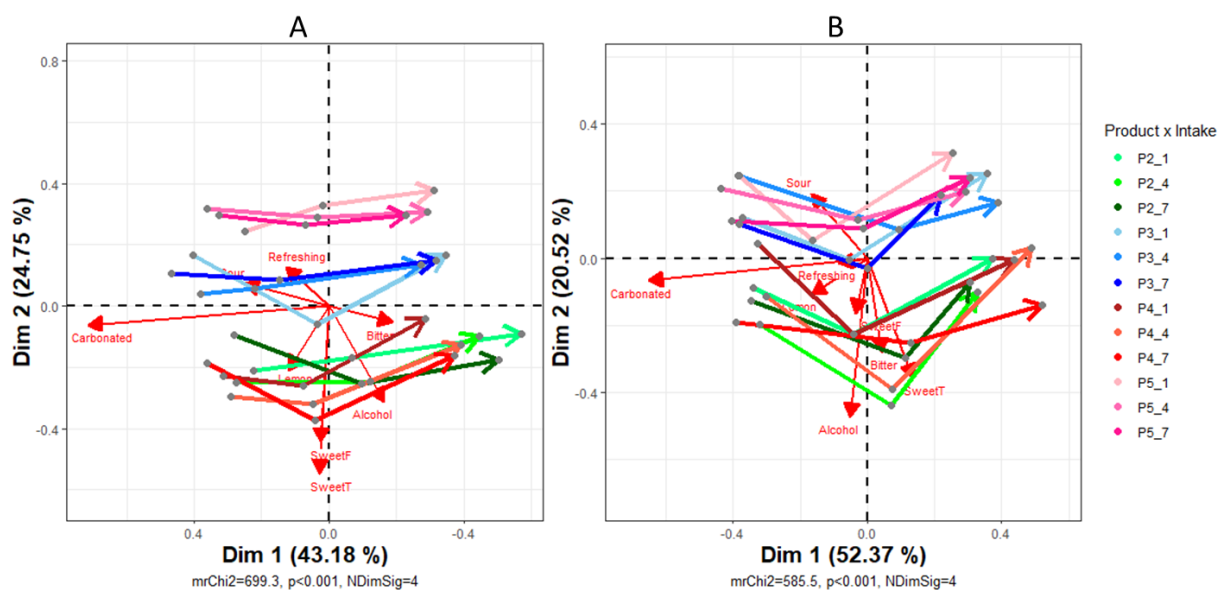 A
B
Dim 2 (24.75 %)
0.8
0.4
0.0
-0.4
Refreshing
Carbonated
Bitter
Lemon
Alcohol
SweetF
SweetT
0.4
0.0
-0.4
Dim 1 (43.18 %)
mrChi2=699.3, p<0.001, NDimSig=4
Dim 2 (20.52 %)
0.4
0.0
-0.4
Sour
Refreshing
Carbonated
SweetF
Bitter
SweetT
Alcohol
-0.4
0.0
0.4
Dim 1 (52.37 %)
mrChi2=585.5, p<0.001, NDimSig=4
Product x Intake
P2_1
P2_4
P2_7
P3_1
P3_4
P3_7
P4_1
P4_4
P4_7
P5_1
P5_4
P5_7